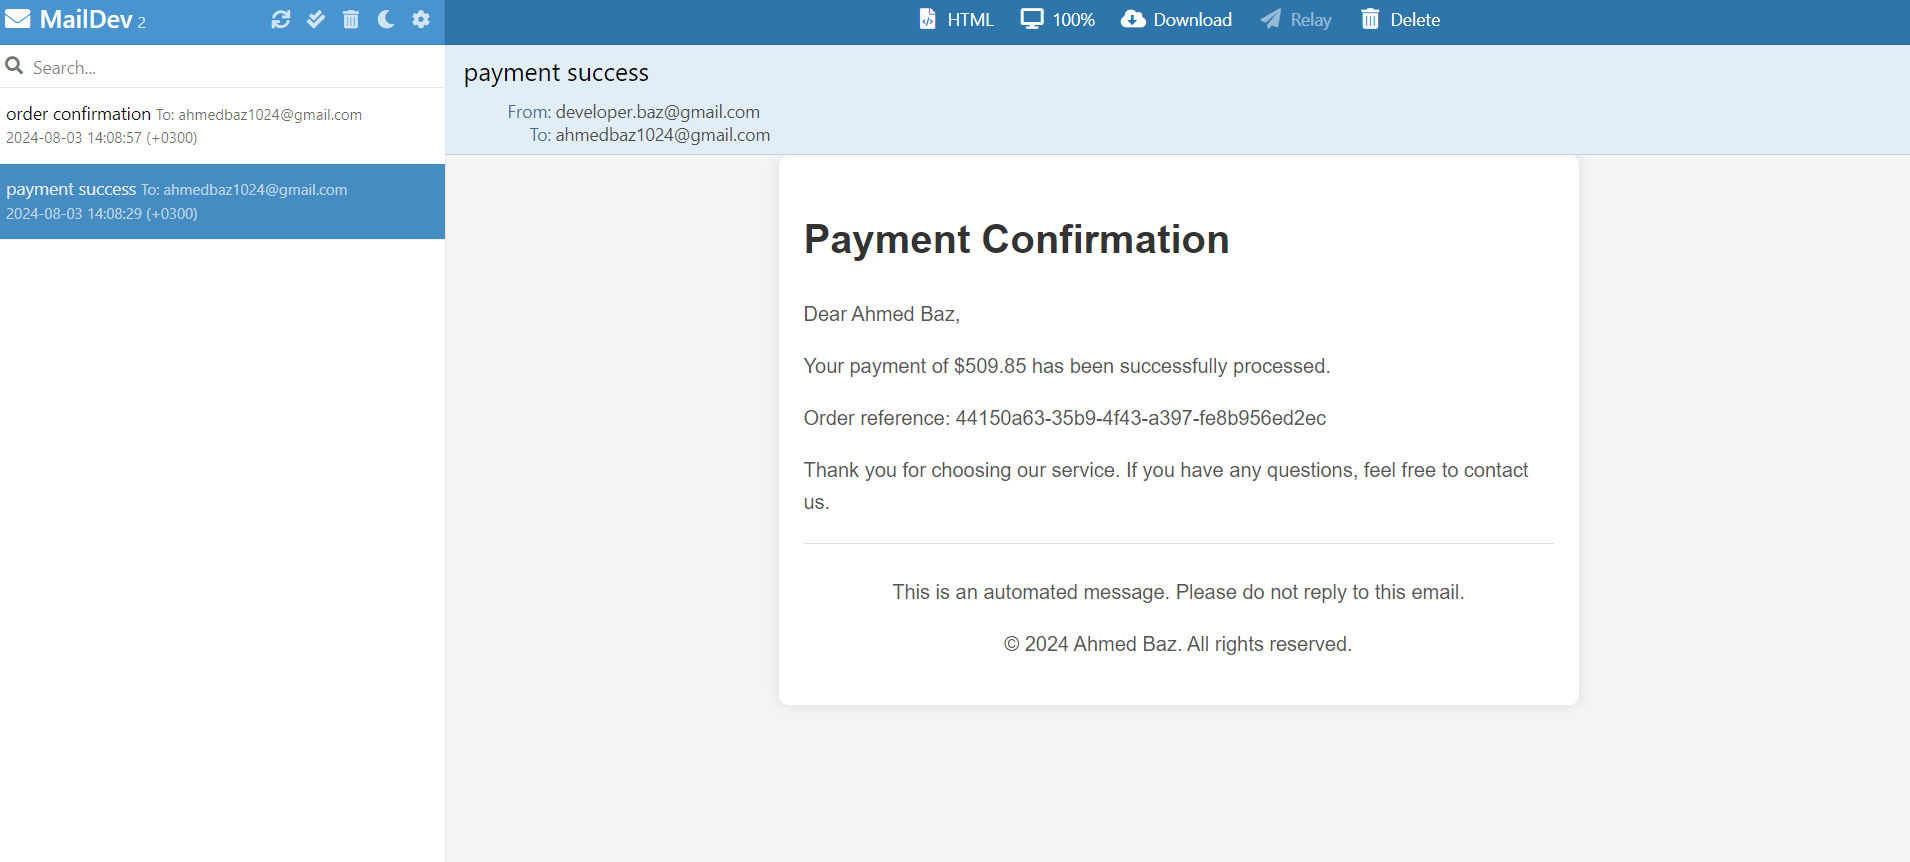 MailDev 2
HTML 100% Download Relay Delete
Search...
order confirmation To: ahmedbaz1024@gmail.com
2024-08-03 14:08:57 (+0300)
payment success To: ahmedbaz1024@gmail.com
2024-08-03 14:08:29 (+0300)
payment success
From: developer.baz@gmail.com
To: ahmedbaz1024@gmail.com
Payment Confirmation
Dear Ahmed Baz,
Your payment of $509.85 has been successfully processed.
Order reference: 44150a63-35b9-4f43-a397-fe8b956ed2ec
Thank you for choosing our service. If you have any questions, feel free to contact
us.
This is an automated message. Please do not reply to this email.
© 2024 Ahmed Baz. All rights reserved.